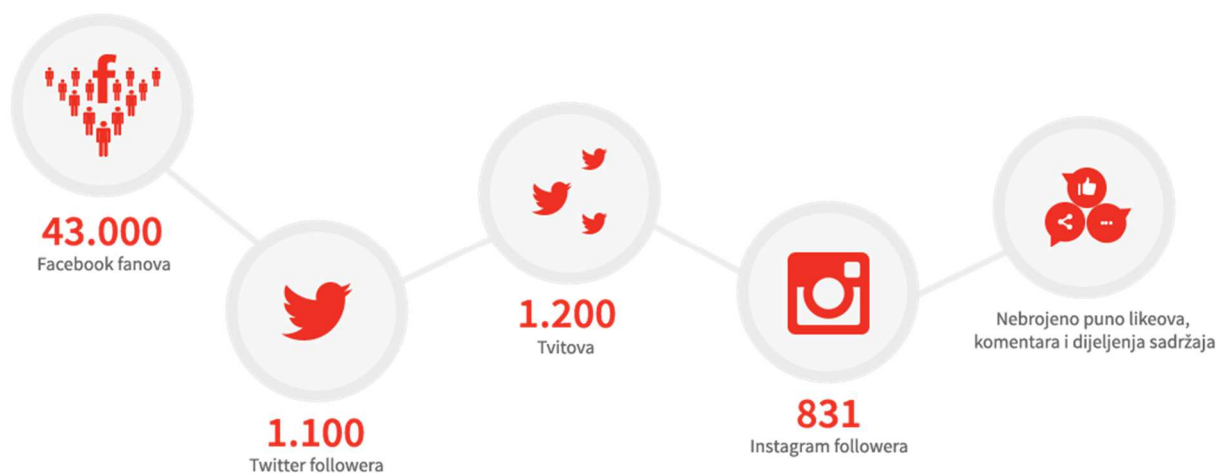 43.000
Facebook fanova
1.100
Twitter followera
1.200
Tvitova
831
Instagram followera
Nebrojeno puno likeova,
komentara i dijeljenja sadržaja